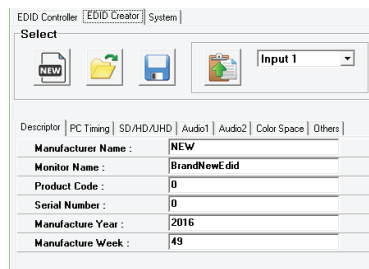 EDID Controller EDID Creator System
Select
NEW
Input 1
Descriptor PC Timing SD/HD/UHD Audio1 Audio2 Color Space Others
Manufacturer Name : NEW
Monitor Name : BrandNewEdid
Product Code : 0
Serial Number : 0
Manufacture Year : 2016
Manufacture Week : 49